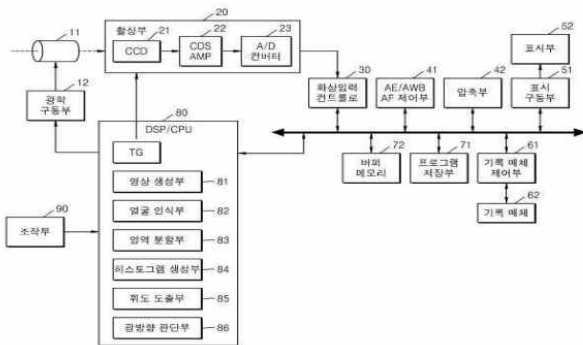 20
11
촬상부
21
22
23
CCD
CDS
AMP
A/D
컨버터
12
광학
구동부
30
화상입력
컨트롤로
41
AE/AWB
AF 제어부
42
압축부
52
표시부
51
표시
구동부
80
DSP/CPU
TG
영상 생성부
81
얼굴 인식부
82
영역 분할부
83
히스토그램 생성부
84
휘도 도출부
85
광방향 판단부
86
90
조작부
72
버퍼
메모리
71
프로그램
저장부
61
기록 매체
제어부
62
기록 매체